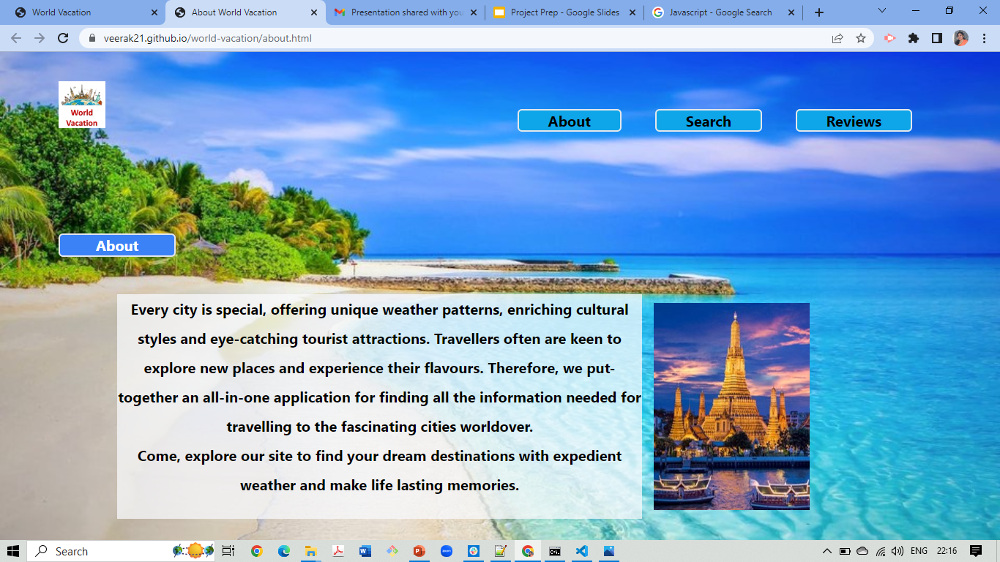 World Vacation
About World Vacation
Presentation shared with you
Project Prep - Google Slides
Javascript - Google Search
veerak21.github.io/world-vacation/about.html
World
Vacation
About
Search
Reviews
About
Every city is special, offering unique weather patterns, enriching cultural
styles and eye-catching tourist attractions. Travellers often are keen to
explore new places and experience their flavours. Therefore, we put-
together an all-in-one application for finding all the information needed for
travelling to the fascinating cities worldover.
Come, explore our site to find your dream destinations with expedient
weather and make life lasting memories.
Search
ENG
22:16